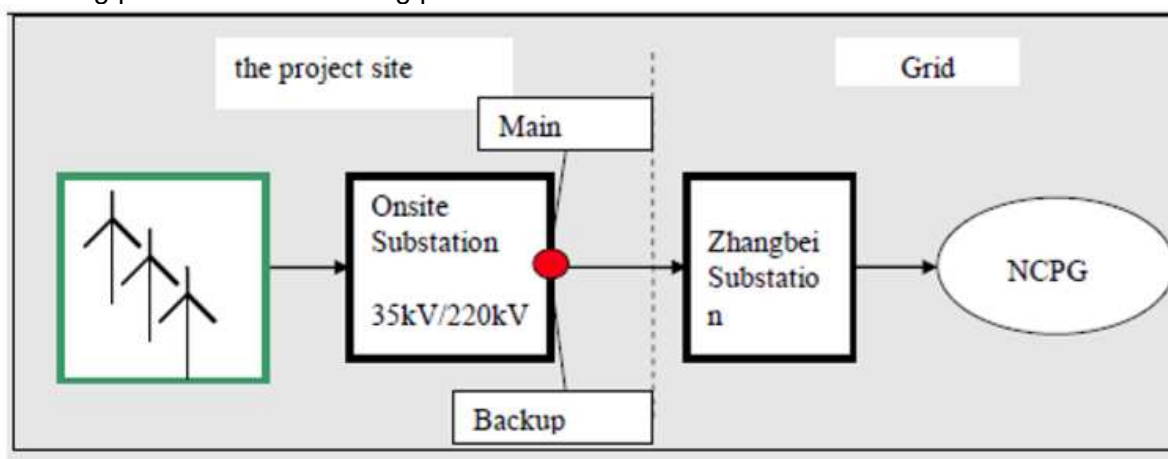 the project site
Grid
Main
Onsite
Substation
35kV/220kV
Zhangbei
Substatio
n
NCPG
Backup